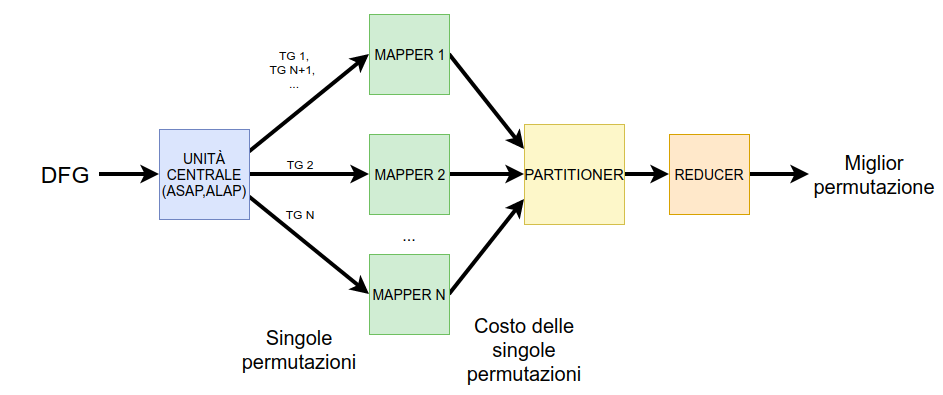 DFG
UNITÀ
CENTRALE
(ASAP,ALAP)
TG 1,
TG N+1,
...
TG 2
TG N
MAPPER 1
MAPPER 2
...
MAPPER N
Singole
permutazioni
Costo delle
singole
permutazioni
PARTITIONER
REDUCER
Miglior
permutazione